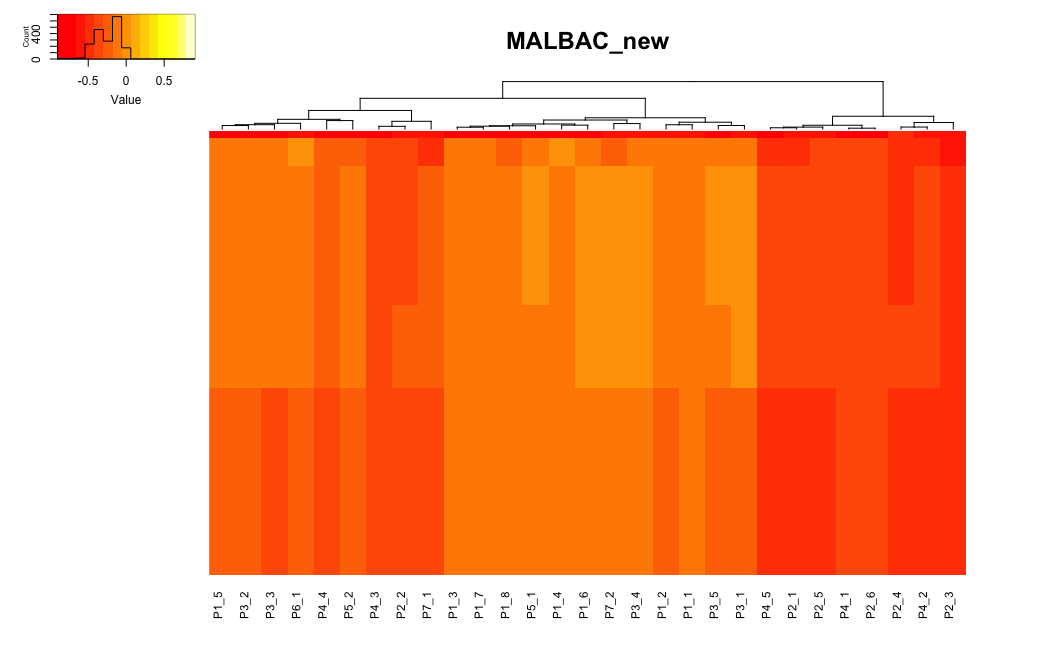 MALBAC_new
Count
0 400
-0.5 0 0.5
Value
P1_5 P3_2 P3_3 P6_1 P4_4 P5_2 P4_3 P2_2 P7_1 P1_3 P1_7 P1_8 P5_1 P1_4 P1_6 P7_2 P3_4 P1_2 P1_1 P3_5 P3_1 P4_5 P2_1 P2_5 P4_1 P2_6 P2_4 P4_2 P2_3